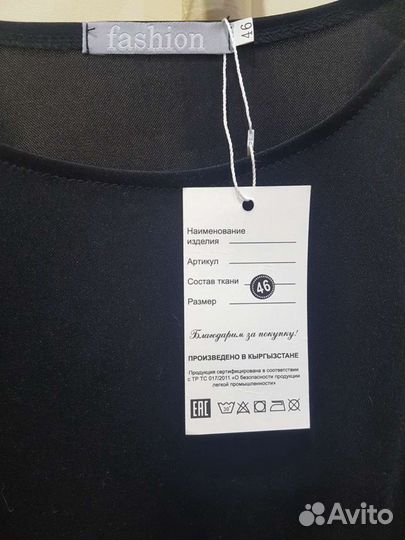 fashion
46
Наименование
изделия
Артикул
Состав ткани
46
Размер
Благодарим за покупку!
ПРОИЗВЕДЕНО В КЫРГЫЗСТАНЕ
Продукция сертифицирована в соответствии
с ТР ТС 017/2011 «О безопасности продукции
легкой промышленности»
EAC
Avito